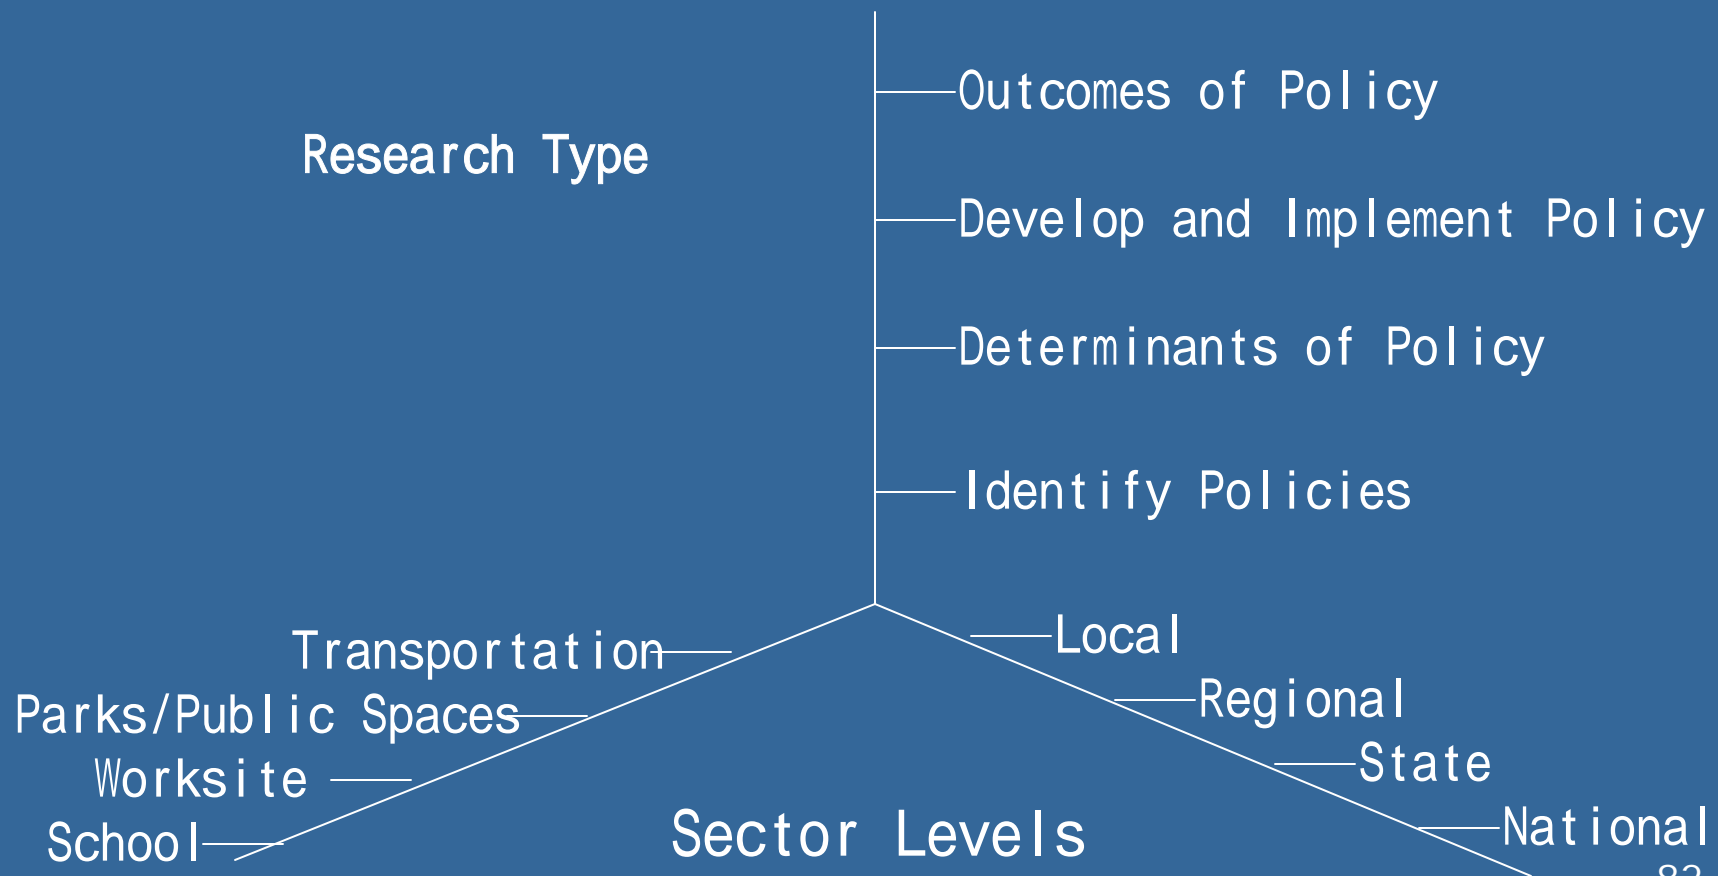 Outcomes of Policy
Research Type
Develop and Implement Policy
Determinants of Policy
Identify Policies
Local
Transportation
Regional
Parks/Public Spaces
State
Worksite
National
Sector Levels
School